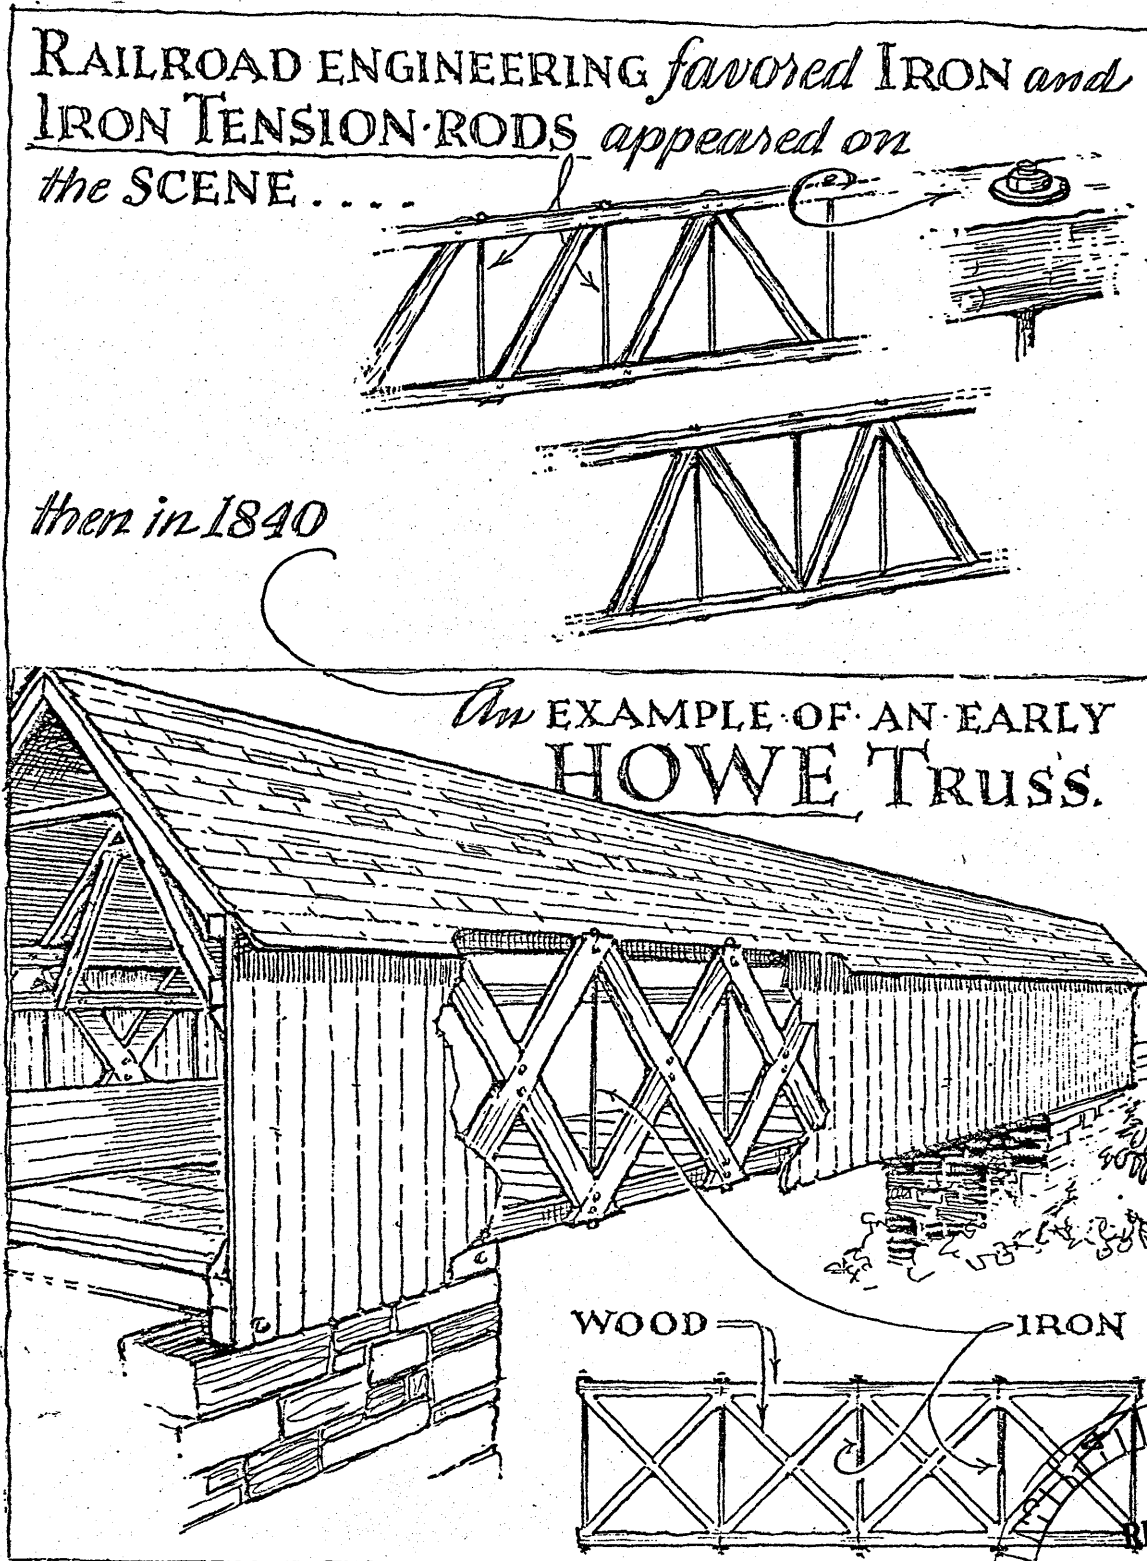 RAILROAD ENGINEERING favored IRON and
IRON TENSION·RODS appeared on
the SCENE....
then in 1840
An EXAMPLE·OF·AN·EARLY
HOWE TRUSS.
WOOD
IRON